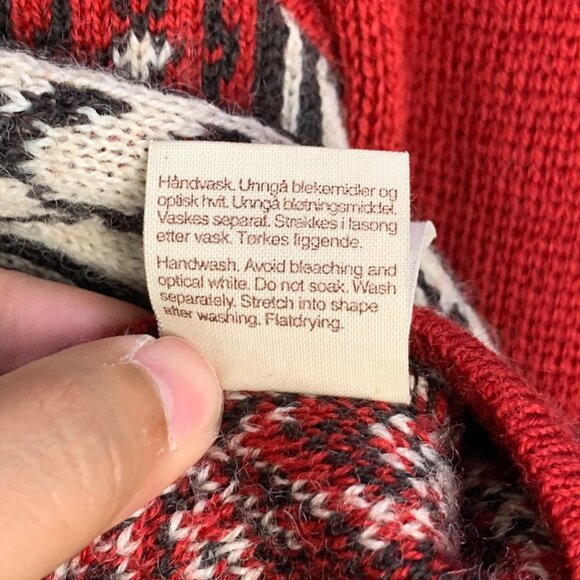 Håndvask. Unngå blekemidler og
optisk hvit. Unngå bløtningsmiddel.
Vaskes separat. Strekkes i fasong
etter vask. Tørkes liggende.
Handwash. Avoid bleaching and
optical white. Do not soak. Wash
separately. Stretch into shape
after washing. Flatdrying.